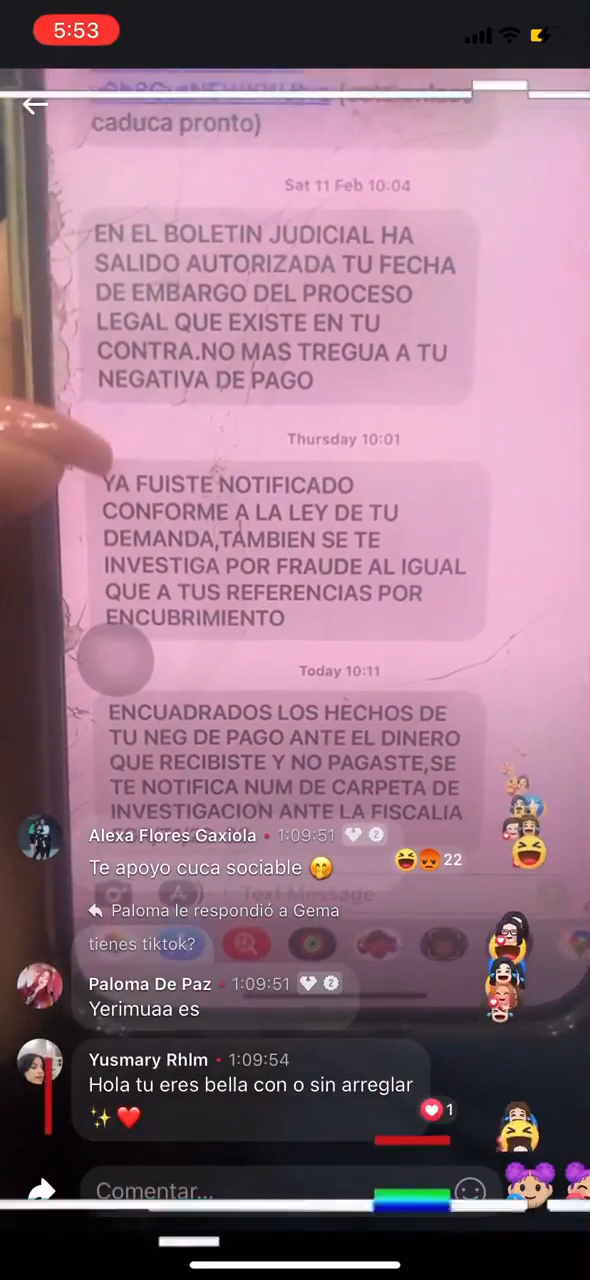 5:53
caduca pronto)
Sat 11 Feb 10:04
EN EL BOLETIN JUDICIAL HA
SALIDO AUTORIZADA TU FECHA
DE EMBARGO DEL PROCESO
LEGAL QUE EXISTE EN TU
CONTRA.NO MAS TREGUA A TU
NEGATIVA DE PAGO
Thursday 10:01
YA FUISTE NOTIFICADO
CONFORME A LA LEY DE TU
DEMANDA,TAMBIEN SE TE
INVESTIGA POR FRAUDE AL IGUAL
QUE A TUS REFERENCIAS POR
ENCUBRIMIENTO
Today 10:11
ENCUADRADOS LOS HECHOS DE
TU NEG DE PAGO ANTE EL DINERO
QUE RECIBISTE Y NO PAGASTE,SE
TE NOTIFICA NUM DE CARPETA DE
INVESTIGACION ANTE LA FISCALIA
Alexa Flores Gaxiola • 1:09:51 2
Te apoyo cuca sociable 🤭
😆😡 22
Text Message
Paloma le respondió a Gema
tienes tiktok?
Paloma De Paz • 1:09:51 2
Yerimuaa es
Yusmary Rhlm • 1:09:54
Hola tu eres bella con o sin arreglar
✨❤️
1
Comentar...